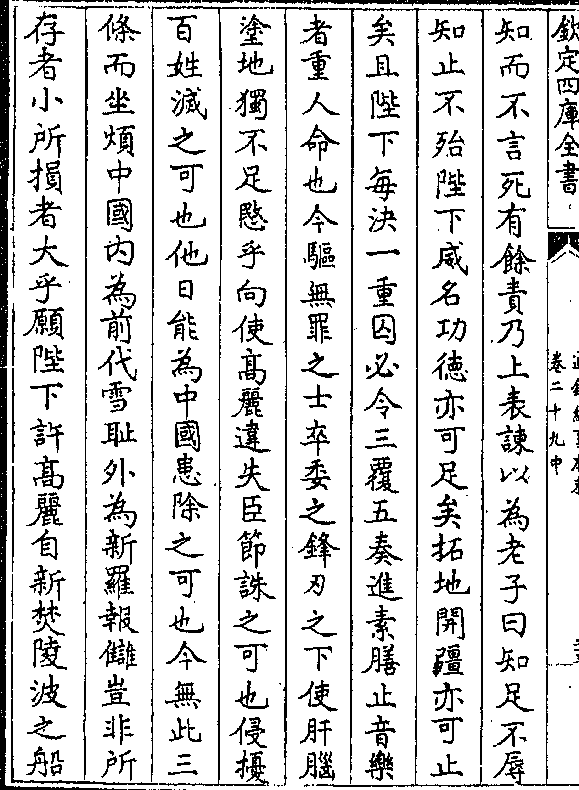 欽定四庫全書
卷二十九中
知而不言死有餘責乃上表諫以為老子曰知足不辱
知止不殆陛下威名功德亦可足矣拓地開疆亦可止
矣且陛下每決一重囚必令三覆五奏進素膳止音樂
者重人命也今驅無罪之士卒委之鋒刃之下使肝腦
塗地獨不足愍乎向使高麗違失臣節誅之可也侵擾
百姓滅之可也他日能為中國患除之可也今無此三
條而坐煩中國内為前代雪恥外為新羅報讎豈非所
存者小所損者大乎願陛下許高麗自新焚陵波之船